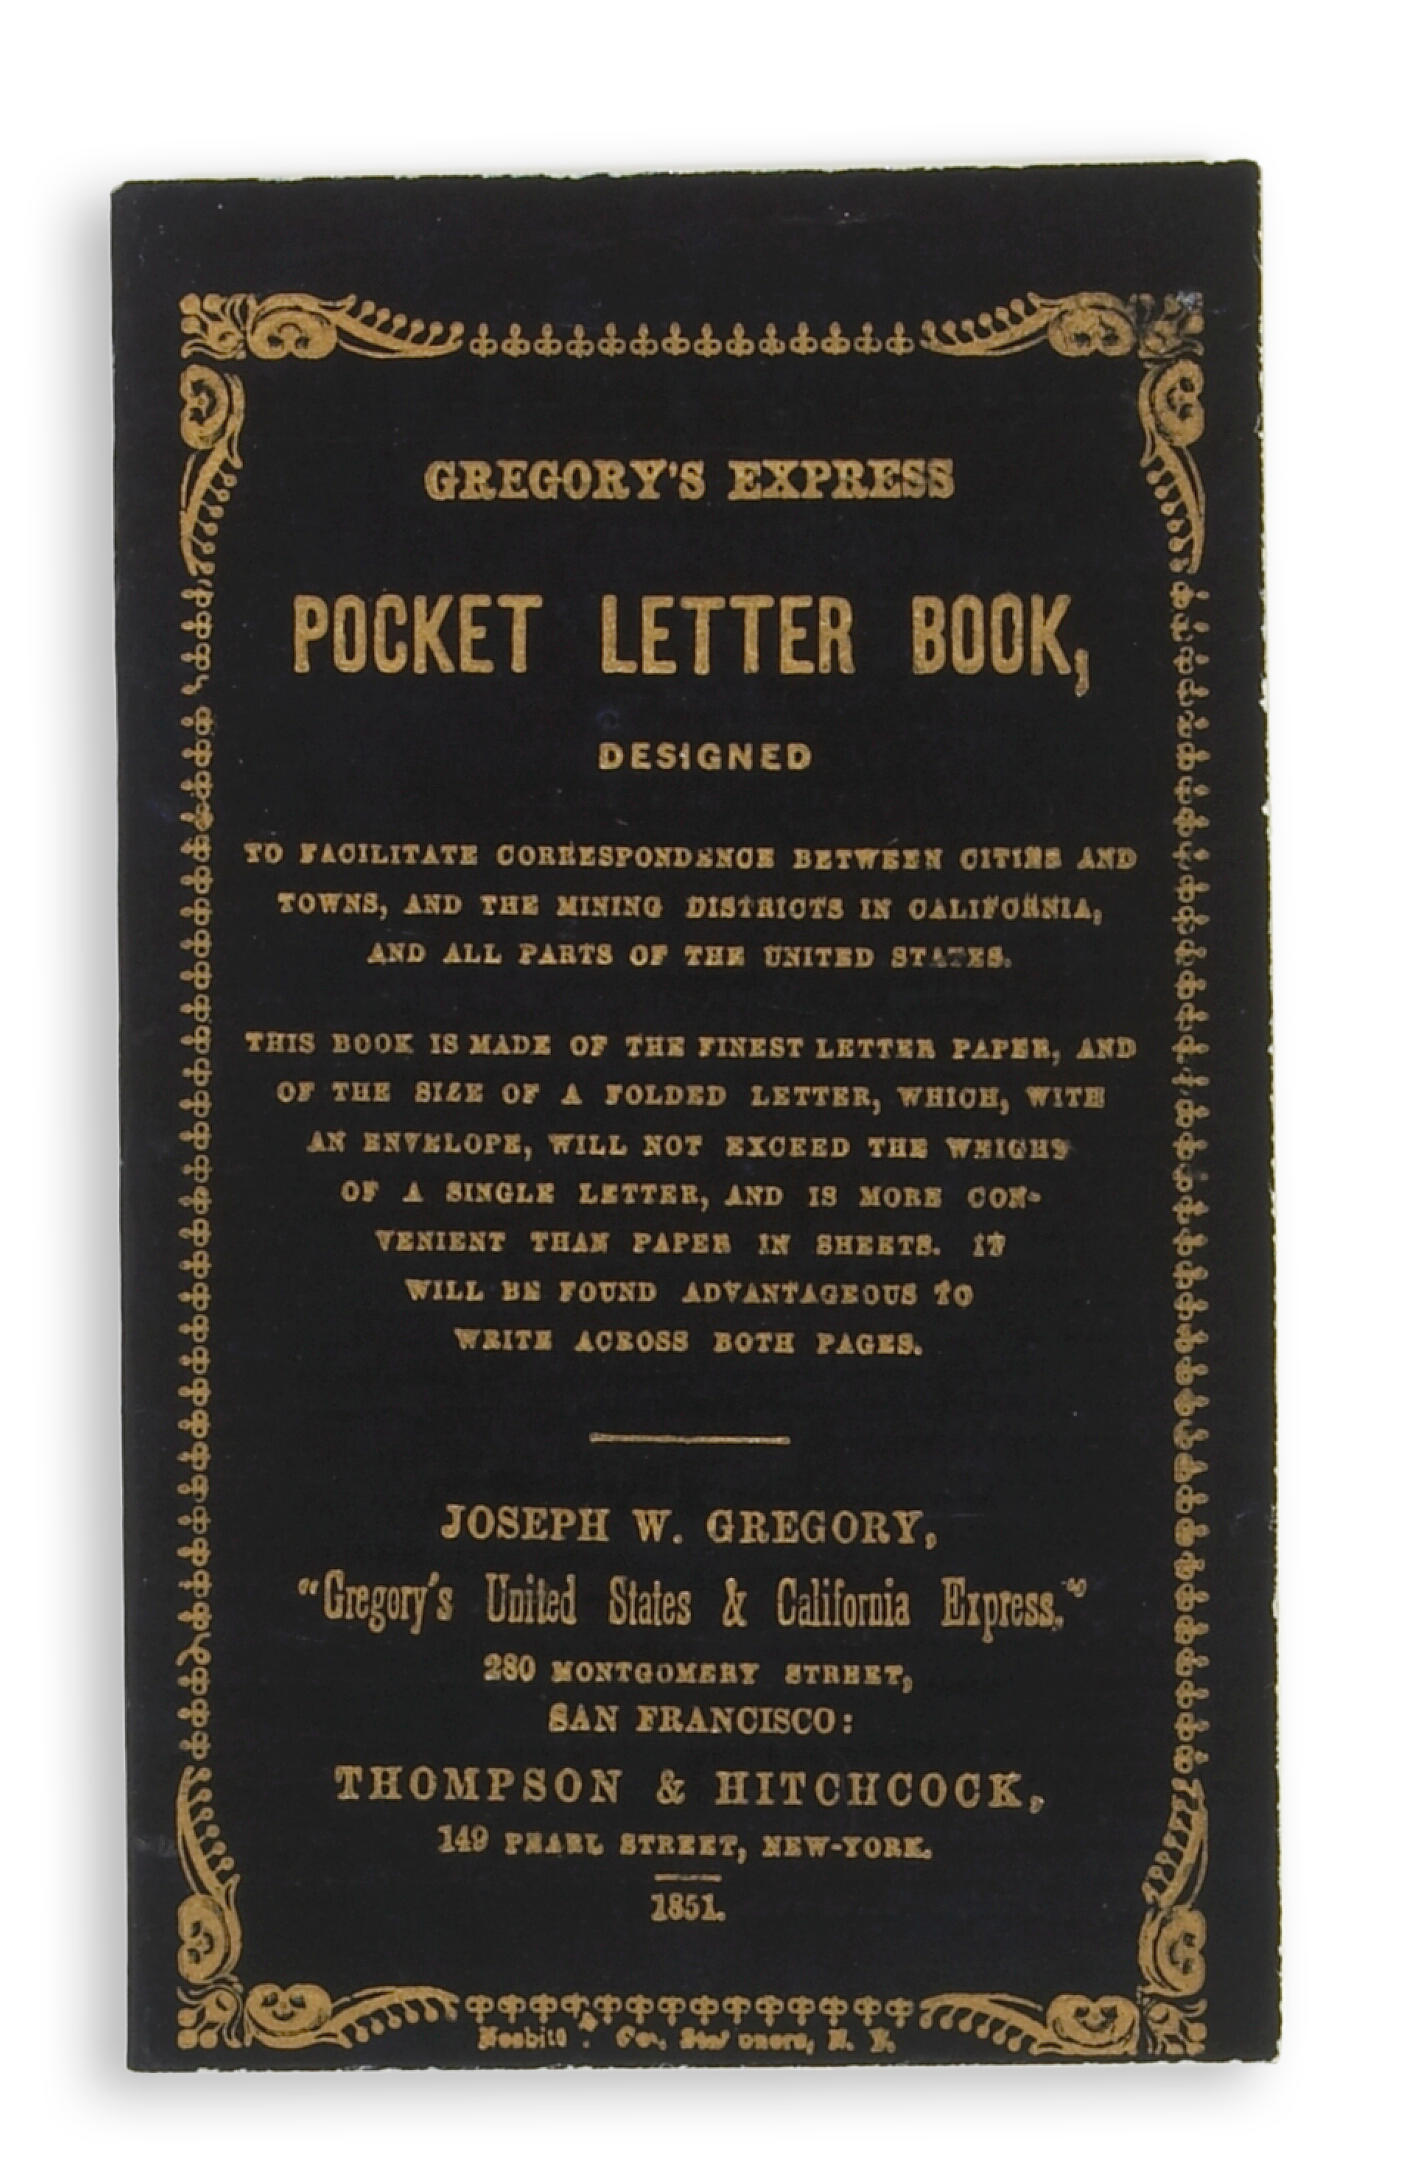 GREGORY'S EXPRESS
POCKET LETTER BOOK,
DESIGNED
TO FACILITATE CORRESPONDENCE BETWEEN CITIES AND
TOWNS, AND THE MINING DISTRICTS IN CALIFORNIA,
AND ALL PARTS OF THE UNITED STATES.
THIS BOOK IS MADE OF THE FINEST LETTER PAPER, AND
OF THE SIZE OF A FOLDED LETTER, WHICH, WITH
AN ENVELOPE, WILL NOT EXCEED THE WEIGHT
OF A SINGLE LETTER, AND IS MORE CON-
VENIENT THAN PAPER IN SHEETS. IT
WILL BE FOUND ADVANTAGEOUS TO
WRITE ACROSS BOTH PAGES.
JOSEPH W. GREGORY,
"Gregory's United States & California Express,"
280 MONTGOMERY STREET,
SAN FRANCISCO:
THOMPSON & HITCHCOCK,
149 PEARL STREET, NEW-YORK.
1851.
Nesbitt & Co., Stationers, N. Y.